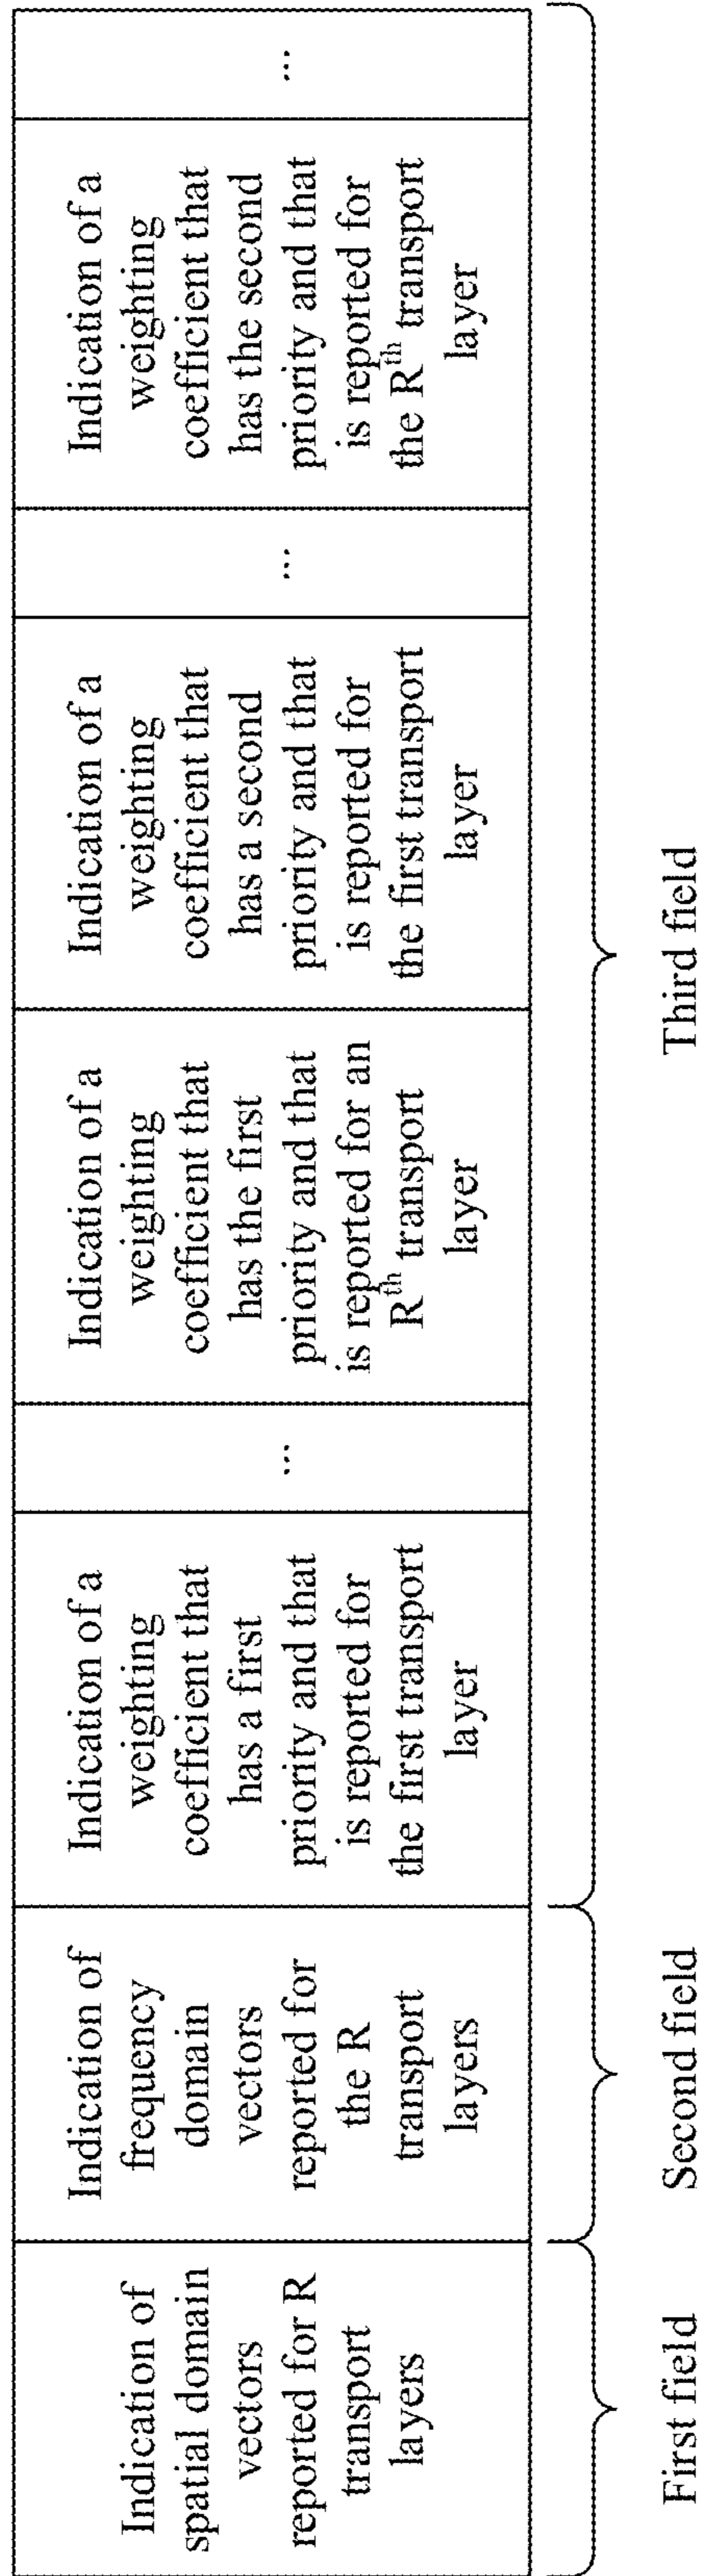 Indication of
spatial domain
vectors
reported for R
transport
layers
Indication of
frequency
domain
vectors
reported for
the R
transport
layers
Indication of a
weighting
coefficient that
has a first
priority and that
is reported for
the first transport
layer
...
Indication of a
weighting
coefficient that
has the first
priority and that
is reported for an
Rth transport
layer
Indication of a
weighting
coefficient that
has a second
priority and that
is reported for
the first transport
layer
...
Indication of a
weighting
coefficient that
has the second
priority and that
is reported for
the Rth transport
layer
...
First field
Second field
Third field